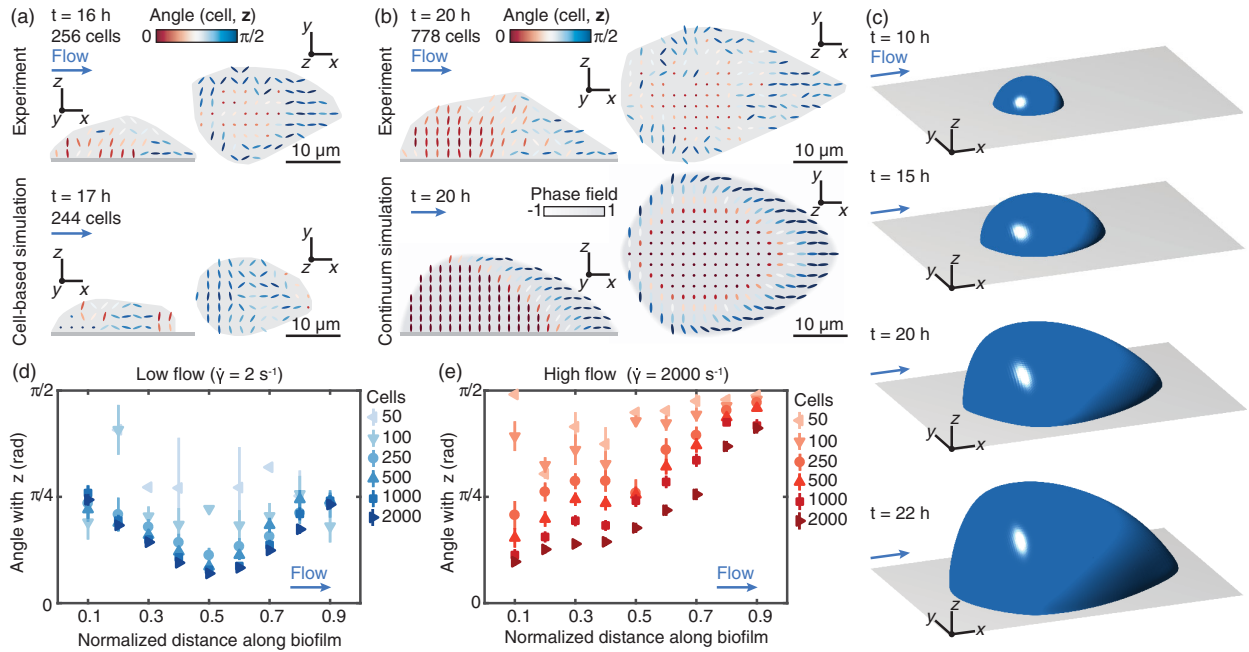 (a)
t = 16 h
256 cells
Flow
Angle (cell, z)
0
π/2
y
z
x
z
y
x
Experiment
10 µm
t = 17 h
244 cells
y
z
x
z
y
x
Cell-based simulation
10 µm
(b)
t = 20 h
778 cells
Flow
Angle (cell, z)
0
π/2
y
z
x
z
y
x
Experiment
10 µm
t = 20 h
Phase field
-1
1
y
z
x
z
y
x
Continuum simulation
10 µm
(c)
t = 10 h
Flow
y
z
x
t = 15 h
y
z
x
t = 20 h
y
z
x
t = 22 h
y
z
x
(d)
Low flow (γ̇ = 2 s⁻¹)
π/2
π/4
0
Angle with z (rad)
Cells
50
100
250
500
1000
2000
Flow
0.1
0.3
0.5
0.7
0.9
Normalized distance along biofilm
(e)
High flow (γ̇ = 2000 s⁻¹)
π/2
π/4
0
Angle with z (rad)
Cells
50
100
250
500
1000
2000
Flow
0.1
0.3
0.5
0.7
0.9
Normalized distance along biofilm